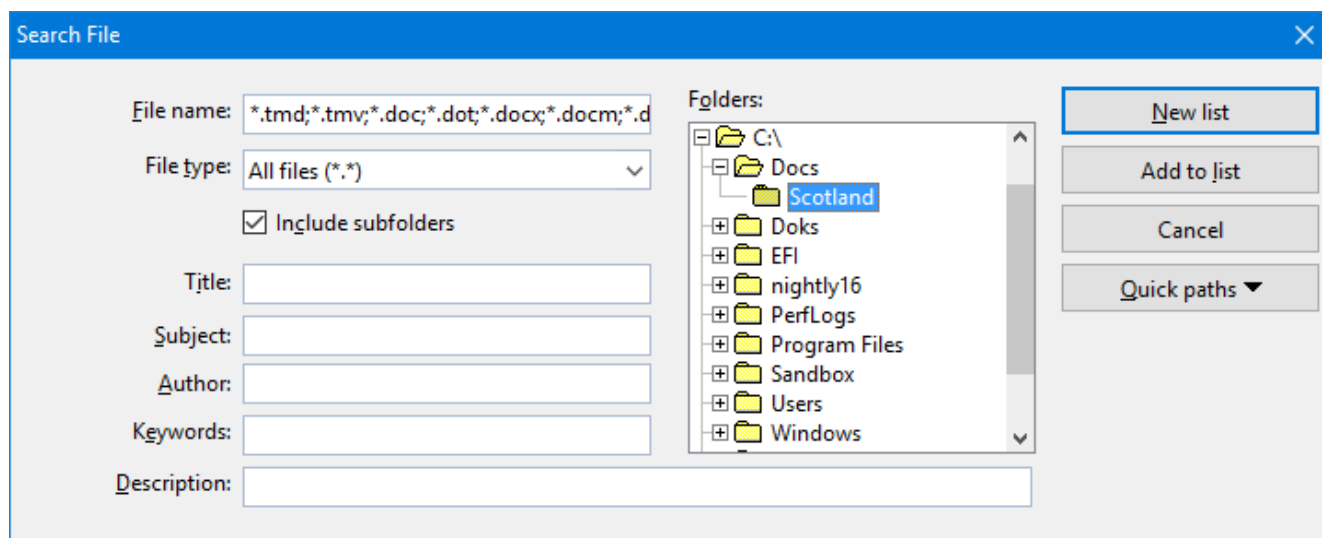 Search File
File name: *.tmd;*.tmv;*.doc;*.dot;*.docx;*.docm;*.d
File type: All files (*.*)
Include subfolders
Title:
Subject:
Author:
Keywords:
Description:
Folders:
C:\
Docs
Scotland
Doks
EFI
nightly16
PerfLogs
Program Files
Sandbox
Users
Windows
New list
Add to list
Cancel
Quick paths